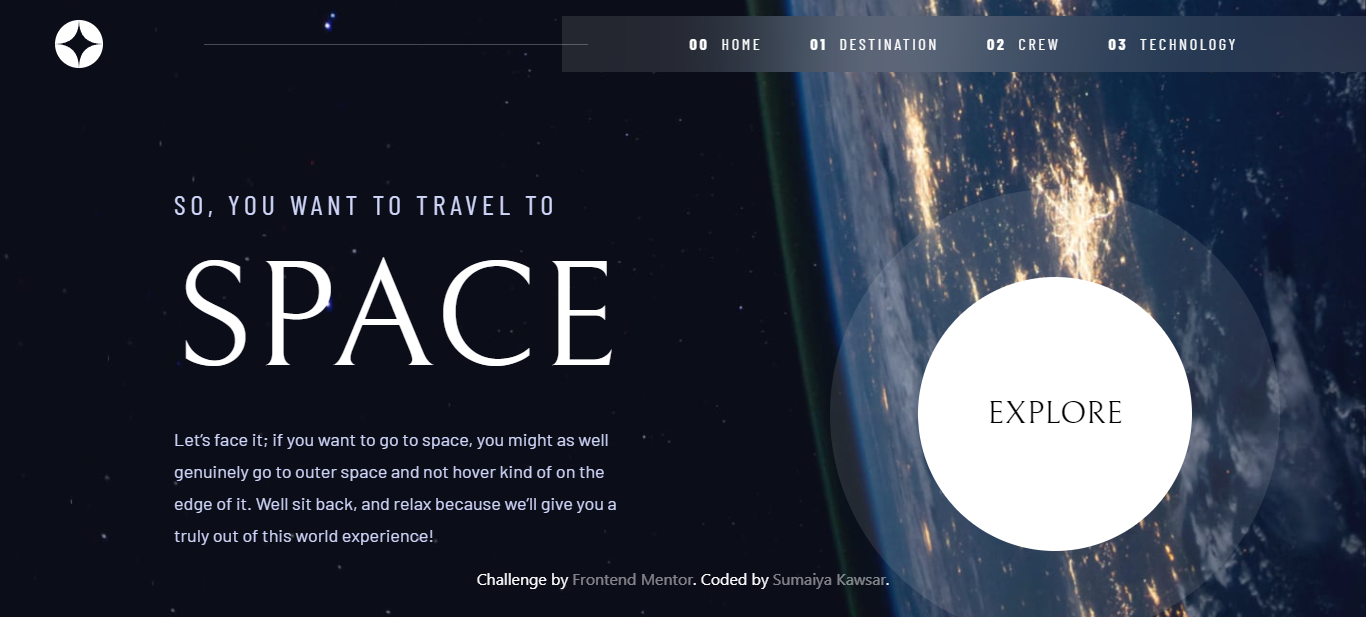 00 HOME 01 DESTINATION 02 CREW 03 TECHNOLOGY
SO, YOU WANT TO TRAVEL TO
SPACE
Let’s face it; if you want to go to space, you might as well
genuinely go to outer space and not hover kind of on the
edge of it. Well sit back, and relax because we’ll give you a
truly out of this world experience!
EXPLORE
Challenge by Frontend Mentor. Coded by Sumaiya Kawsar.